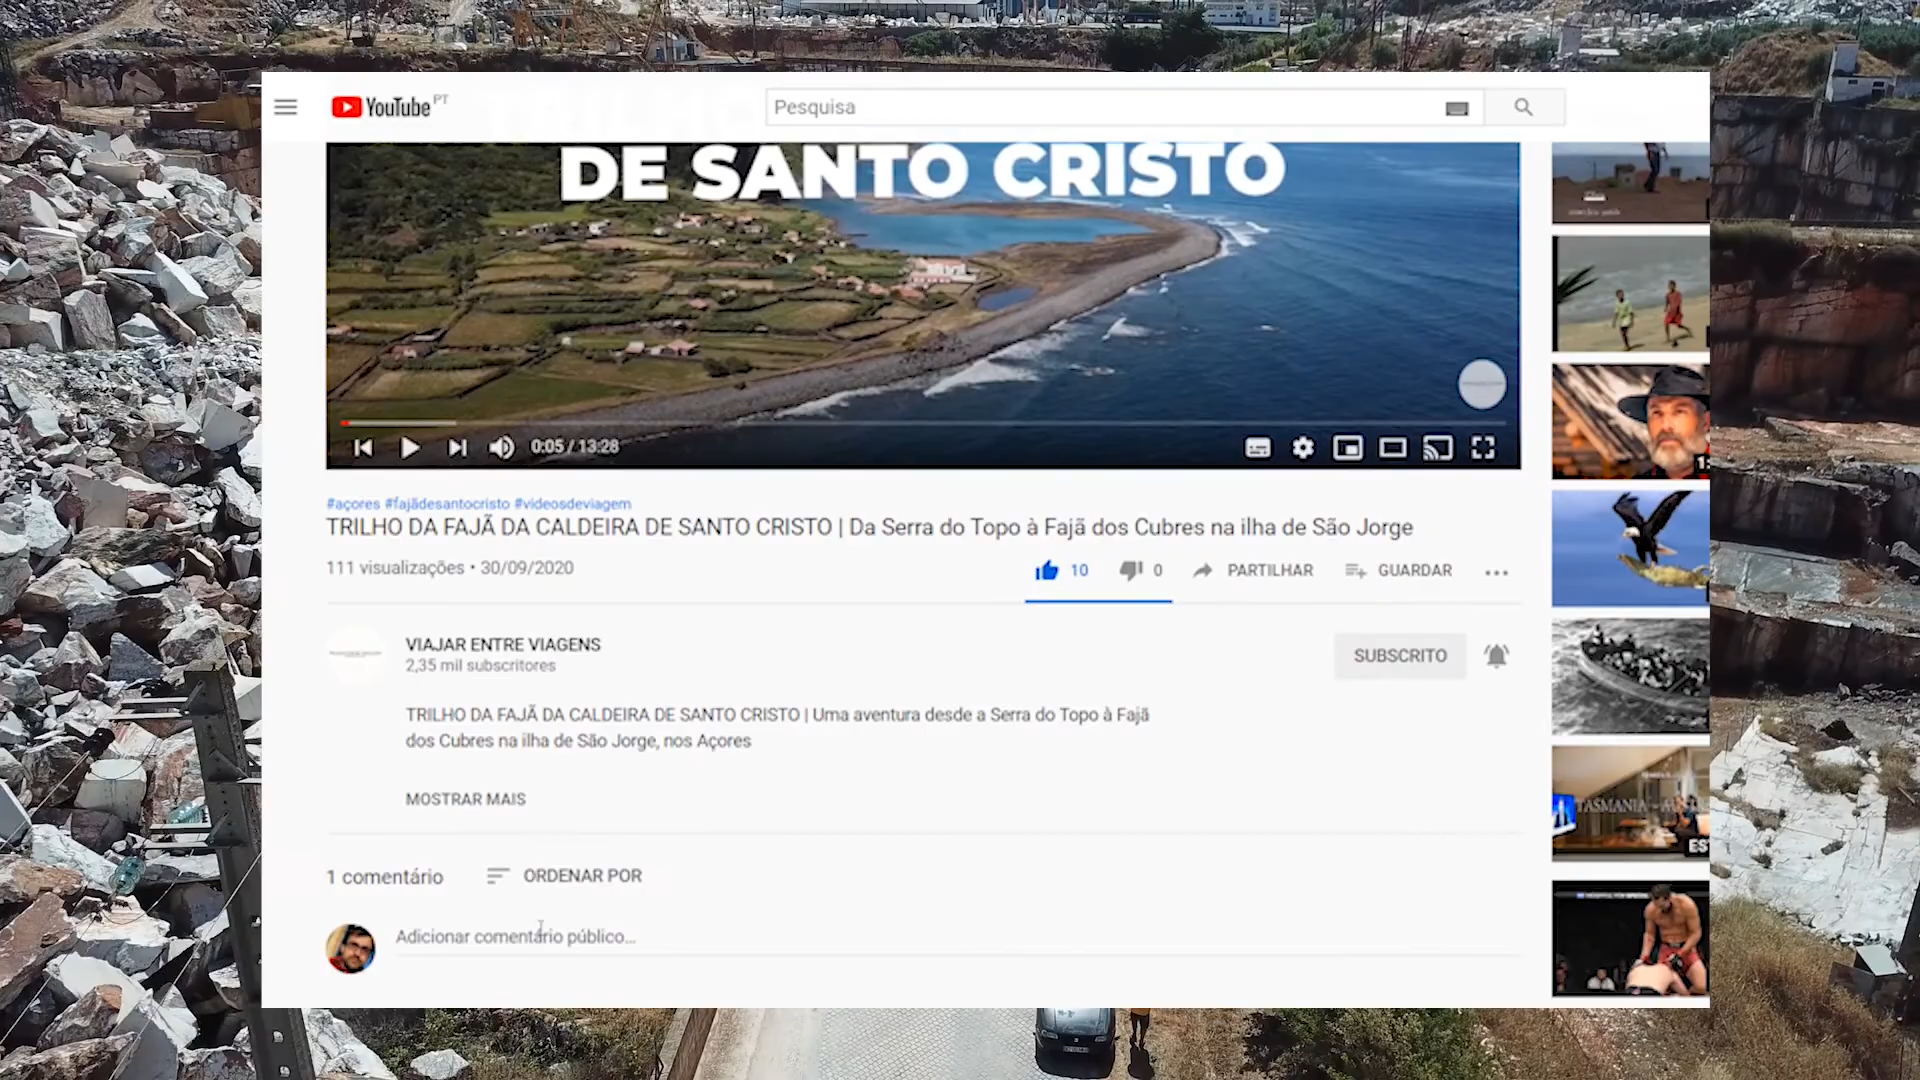 YouTube PT
Pesquisa
DE SANTO CRISTO
0:05 / 13:28
#açores #fajãdesantocristo #videosdeviagem
TRILHO DA FAJÃ DA CALDEIRA DE SANTO CRISTO | Da Serra do Topo à Fajã dos Cubres na ilha de São Jorge
111 visualizações • 30/09/2020
10
0
PARTILHAR
GUARDAR
VIAJAR ENTRE VIAGENS
2,35 mil subscritores
SUBSCRITO
TRILHO DA FAJÃ DA CALDEIRA DE SANTO CRISTO | Uma aventura desde a Serra do Topo à Fajã
dos Cubres na ilha de São Jorge, nos Açores
MOSTRAR MAIS
1 comentário
ORDENAR POR
Adicionar comentário público...
TASMANIA
ES